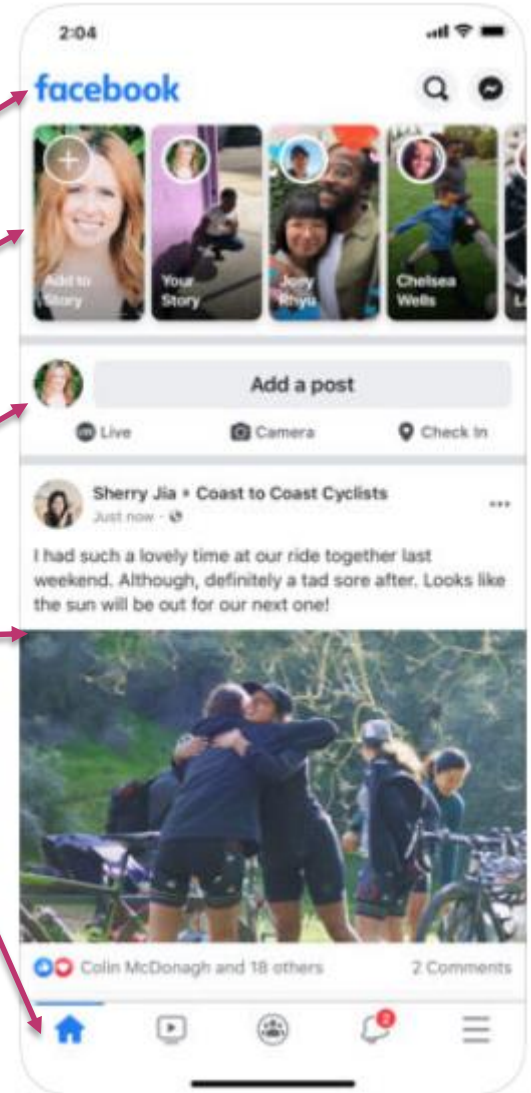 2:04
facebook
Add to
Story
Your
Story
Joey
Rhyu
Chelsea
Wells
Add a post
LIVE Live
Camera
Check In
Sherry Jia ▸ Coast to Coast Cyclists
Just now ·
I had such a lovely time at our ride together last
weekend. Although, definitely a tad sore after. Looks like
the sun will be out for our next one!
Colin McDonagh and 18 others
2 Comments
2